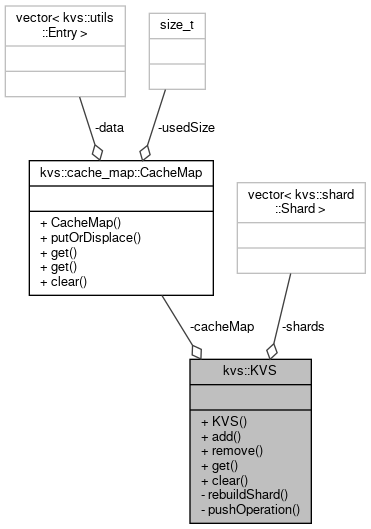 vector< kvs::utils
::Entry >
size_t
-data
-usedSize
kvs::cache_map::CacheMap
+ CacheMap()
+ putOrDisplace()
+ get()
+ get()
+ clear()
vector< kvs::shard
::Shard >
-cacheMap
-shards
kvs::KVS
+ KVS()
+ add()
+ remove()
+ get()
+ clear()
- rebuildShard()
- pushOperation()